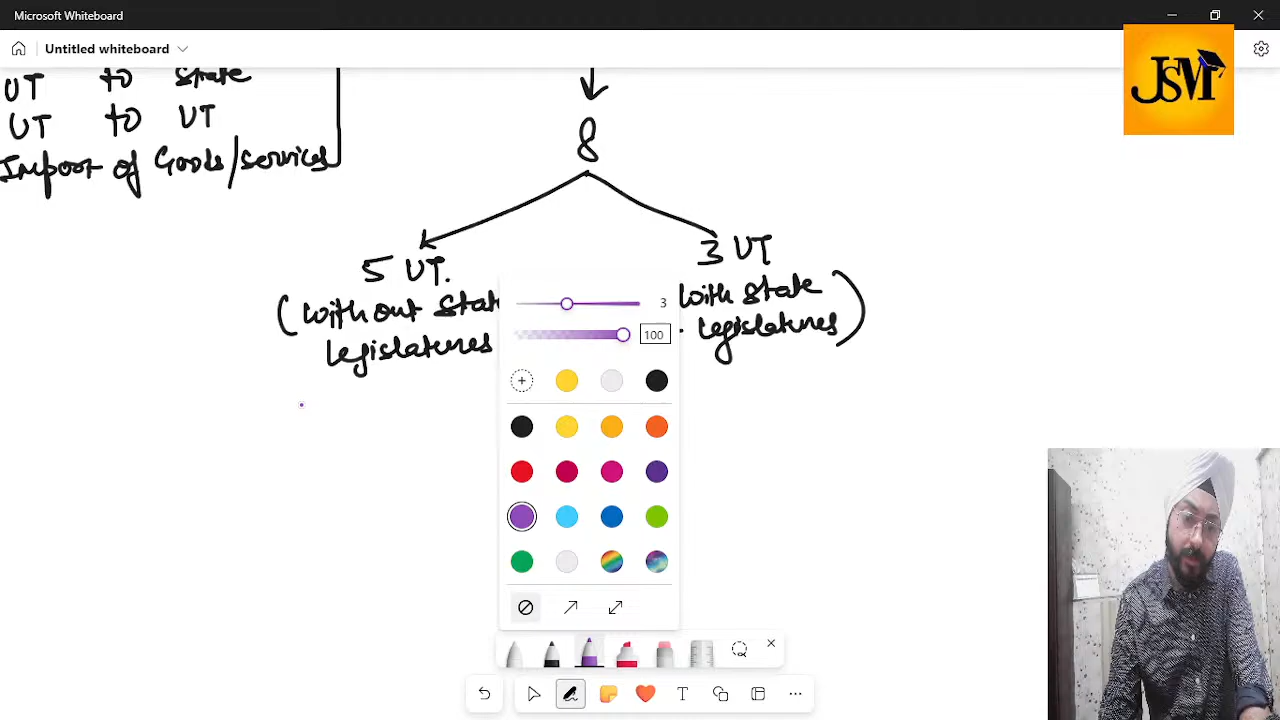 Microsoft Whiteboard
Untitled whiteboard
JSM
UT to State
UT to UT
Import of Goods/services
8
5 UT.
3 UT
(without State
legislatures
with state
legislatures)
3
100